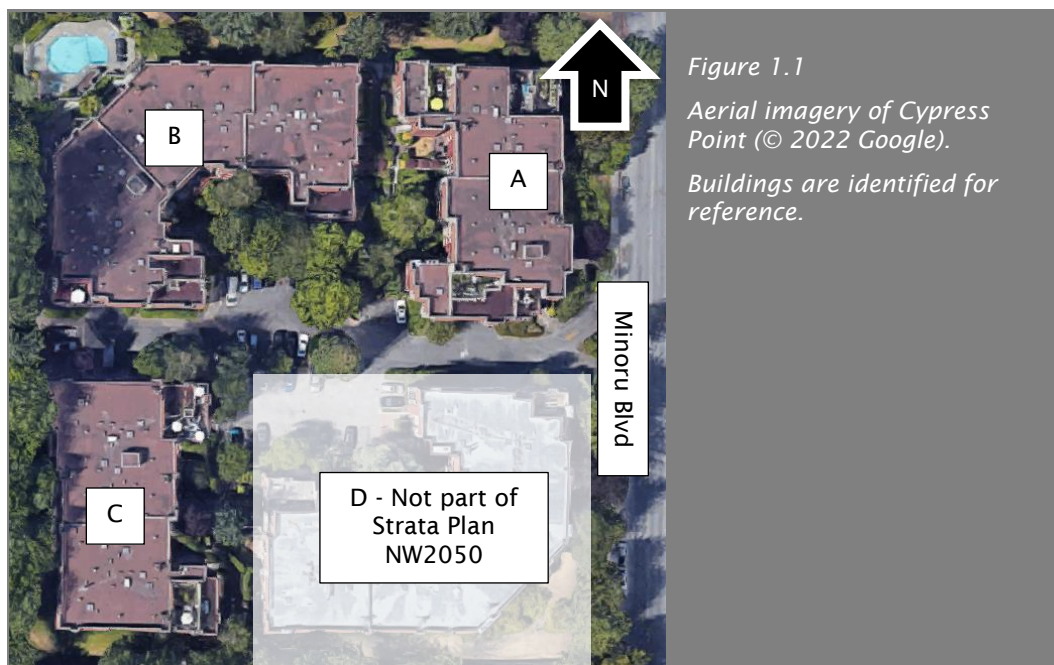 N
B
A
C
D - Not part of
Strata Plan
NW2050
Minoru Blvd
Figure 1.1
Aerial imagery of Cypress
Point (© 2022 Google).
Buildings are identified for
reference.